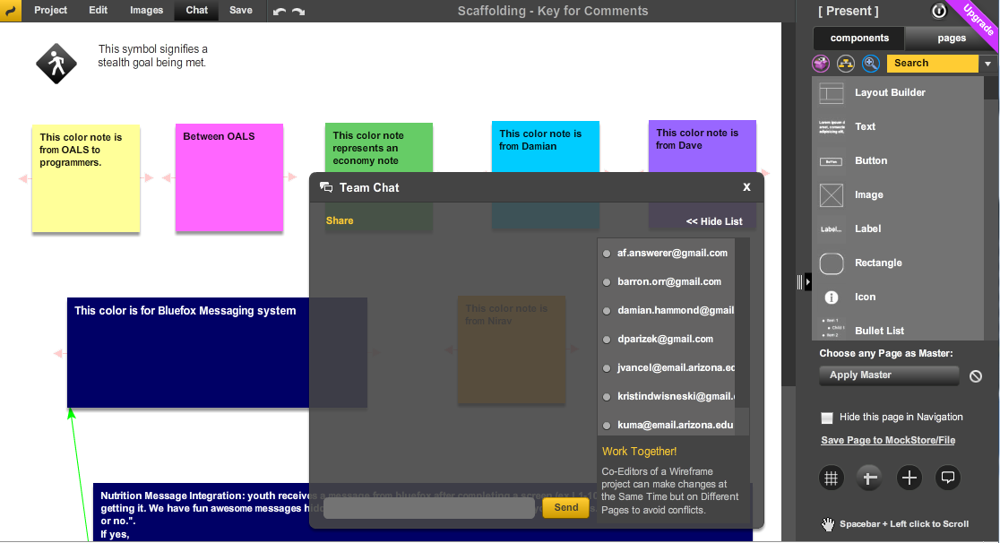 Project
Edit
Images
Chat
Save
Scaffolding - Key for Comments
[ Present ]
Upgrade
components
pages
Search
This symbol signifies a
stealth goal being met.
This color note is
from OALS to
programmers.
Between OALS
This color note
represents an
economy note
This color note is
from Damian
This color note is
from Dave
Team Chat
x
Share
<< Hide List
af.answerer@gmail.com
barron.orr@gmail.com
damian.hammond@gmail
dparizek@gmail.com
jvancel@email.arizona.ed
kristindwisneski@gmail.
kuma@email.arizona.edu
Work Together!
Co-Editors of a Wireframe
project can make changes at
the Same Time but on Different
Pages to avoid conflicts.
Send
This color is for Bluefox Messaging system
This color note is
from Nirav
Nutrition Message Integration: youth receives a message from bluefox after completing a screen (ex.) 1-10
getting it. We have fun awesome messages
or no.".
If yes,
Layout Builder
Text
Button
Image
Label...
Label
Rectangle
Icon
Bullet List
Choose any Page as Master:
Apply Master
Hide this page in Navigation
Save Page to MockStore/File
Spacebar + Left click to Scroll